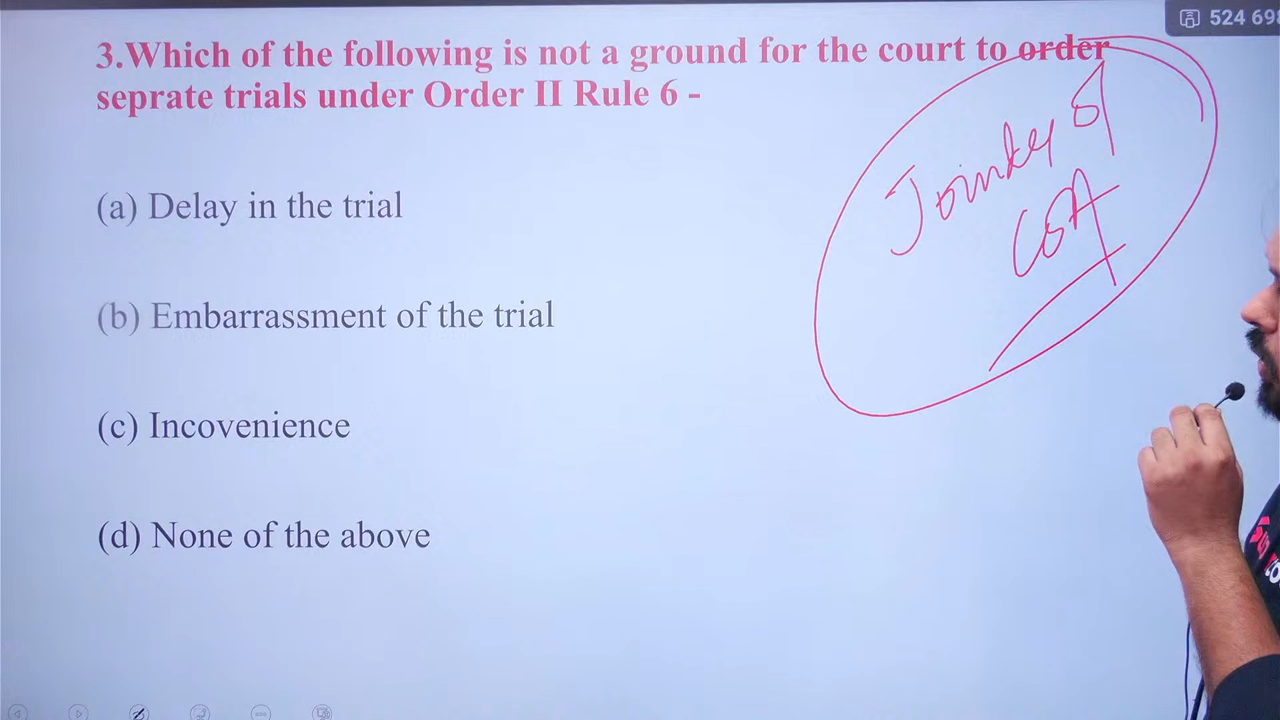 524 698
3.Which of the following is not a ground for the court to order
seprate trials under Order II Rule 6 -
Joinder of
COA
(a) Delay in the trial
(b) Embarrassment of the trial
(c) Incovenience
(d) None of the above